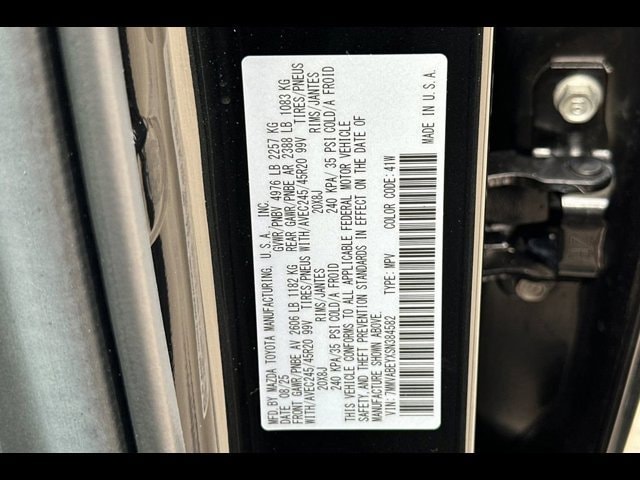 MFD. BY MAZDA TOYOTA MANUFACTURING, U.S.A., INC.
DATE 08/25 GVWR/PNBV 4976 LB 2257 KG
FRONT GAWR/PNBE AV 2606 LB 1182 KG REAR GAWR/PNBE AR 2388 LB 1083 KG
WITH/AVEC245/45R20 99V TIRES/PNEUS WITH/AVEC245/45R20 99V TIRES/PNEUS
20X8J RIMS/JANTES 20X8J RIMS/JANTES
240 KPA/35 PSI COLD/A FROID 240 KPA/ 35 PSI COLD/A FROID
THIS VEHICLE CONFORMS TO ALL APPLICABLE FEDERAL MOTOR VEHICLE
SAFETY AND THEFT PREVENTION STANDARDS IN EFFECT ON THE DATE OF
MANUFACTURE SHOWN ABOVE.
VIN: 7MMVABEYXSN384582 TYPE: MPV COLOR CODE: 41W
MADE IN U.S.A.